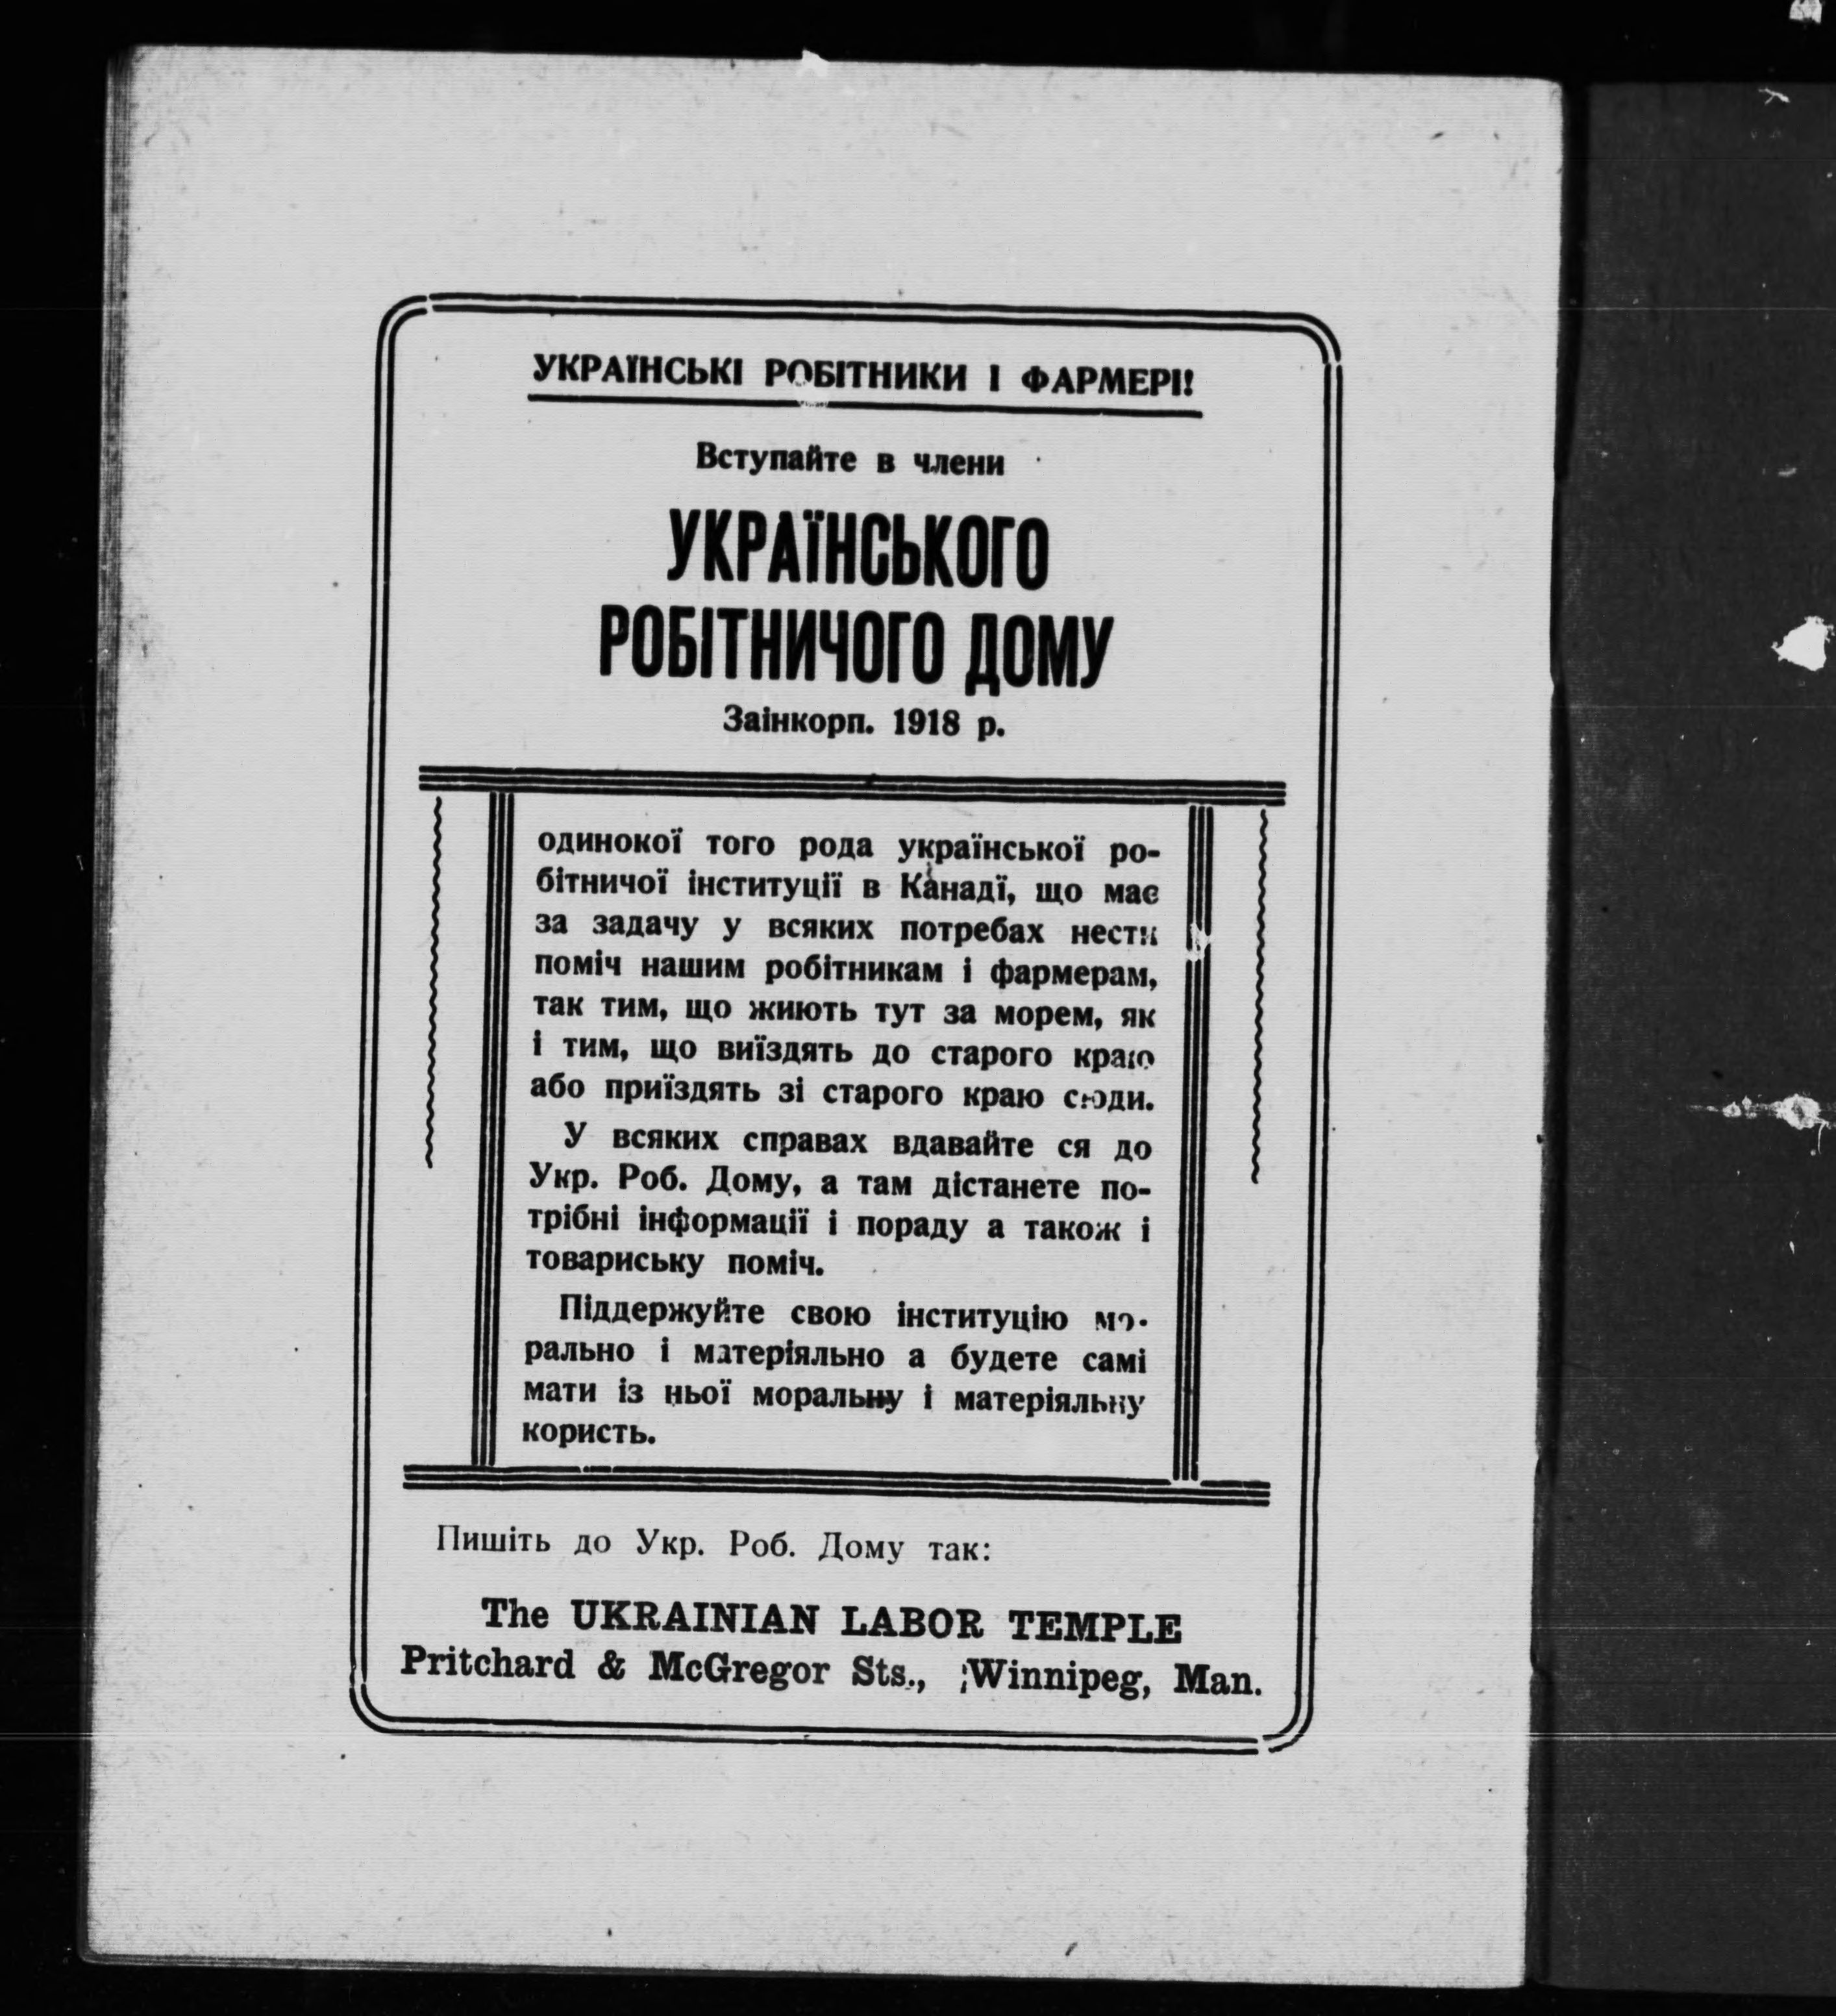 УКРАЇНСЬКІ РОБІТНИКИ І ФАРМЕРІ!
Вступайте в члени
УКРАЇНСЬКОГО
РОБІТНИЧОГО ДОМУ
Заінкорп. 1918 р.
одинокої того рода української ро-
бітничої інституції в Канаді, що має
за задачу у всяких потребах нести
поміч нашим робітникам і фармерам,
так тим, що жиють тут за морем, як
і тим, що виїздять до старого краю
або приїздять зі старого краю сюди.
У всяких справах вдавайте ся до
Укр. Роб. Дому, а там дістанете по-
трібні інформації і пораду а також і
товариську поміч.
Піддержуйте свою інституцію мо-
рально і матеріяльно а будете самі
мати із ньої моральну і матеріяльну
користь.
Пишіть до Укр. Роб. Дому так:
The UKRAINIAN LABOR TEMPLE
Pritchard & McGregor Sts., Winnipeg, Man.